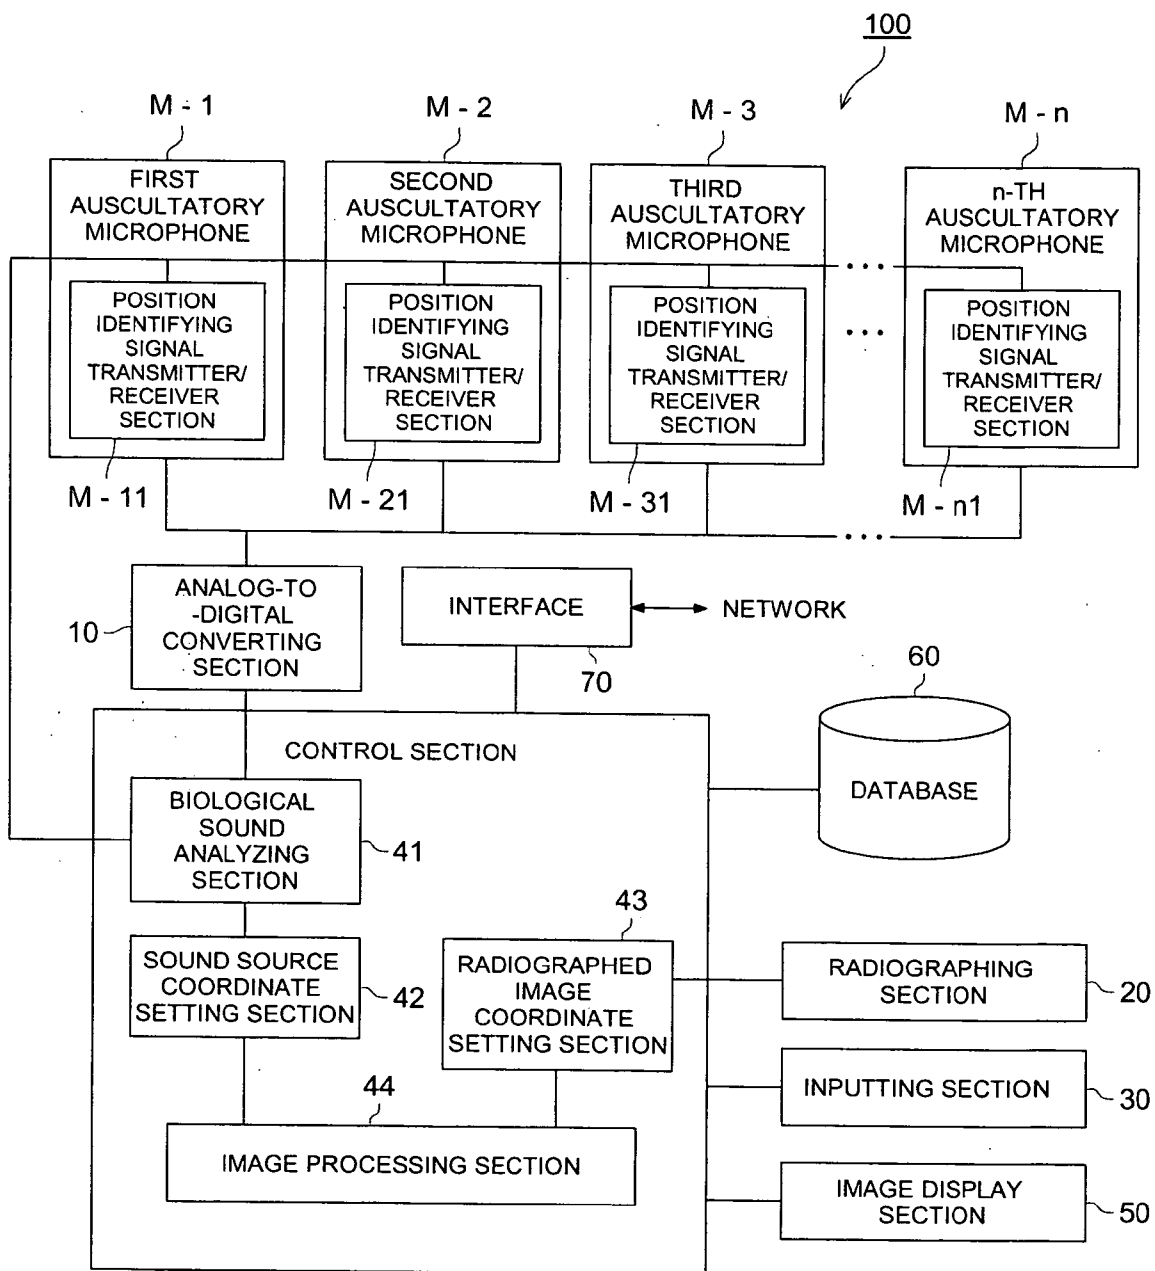 100
M - 1
M - 2
M - 3
M - n
FIRST
AUSCULTATORY
MICROPHONE
SECOND
AUSCULTATORY
MICROPHONE
THIRD
AUSCULTATORY
MICROPHONE
n-TH
AUSCULTATORY
MICROPHONE
POSITION
IDENTIFYING
SIGNAL
TRANSMITTER/
RECEIVER
SECTION
POSITION
IDENTIFYING
SIGNAL
TRANSMITTER/
RECEIVER
SECTION
POSITION
IDENTIFYING
SIGNAL
TRANSMITTER/
RECEIVER
SECTION
POSITION
IDENTIFYING
SIGNAL
TRANSMITTER/
RECEIVER
SECTION
M - 11
M - 21
M - 31
M - n1
ANALOG-TO
-DIGITAL
CONVERTING
SECTION
10
INTERFACE
NETWORK
70
60
DATABASE
CONTROL SECTION
BIOLOGICAL
SOUND
ANALYZING
SECTION
41
SOUND SOURCE
COORDINATE
SETTING SECTION
42
43
RADIOGRAPHED
IMAGE
COORDINATE
SETTING SECTION
RADIOGRAPHING
SECTION
20
INPUTTING SECTION
30
44
IMAGE PROCESSING SECTION
IMAGE DISPLAY
SECTION
50